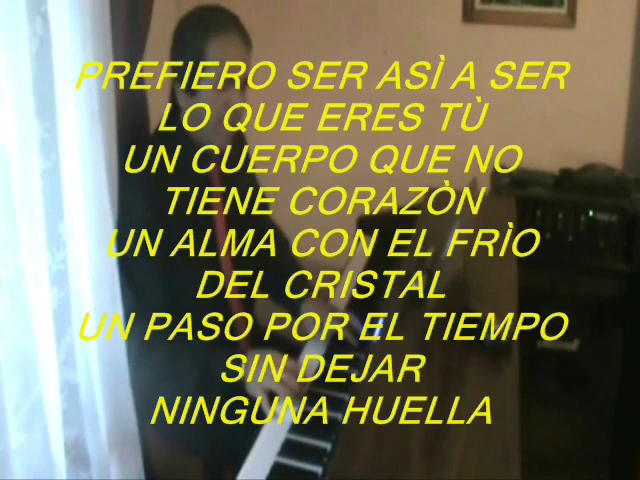 PREFIERO SER ASÌ A SER
LO QUE ERES TÙ
UN CUERPO QUE NO
TIENE CORAZÒN
UN ALMA CON EL FRÌO
DEL CRISTAL
UN PASO POR EL TIEMPO
SIN DEJAR
NINGUNA HUELLA